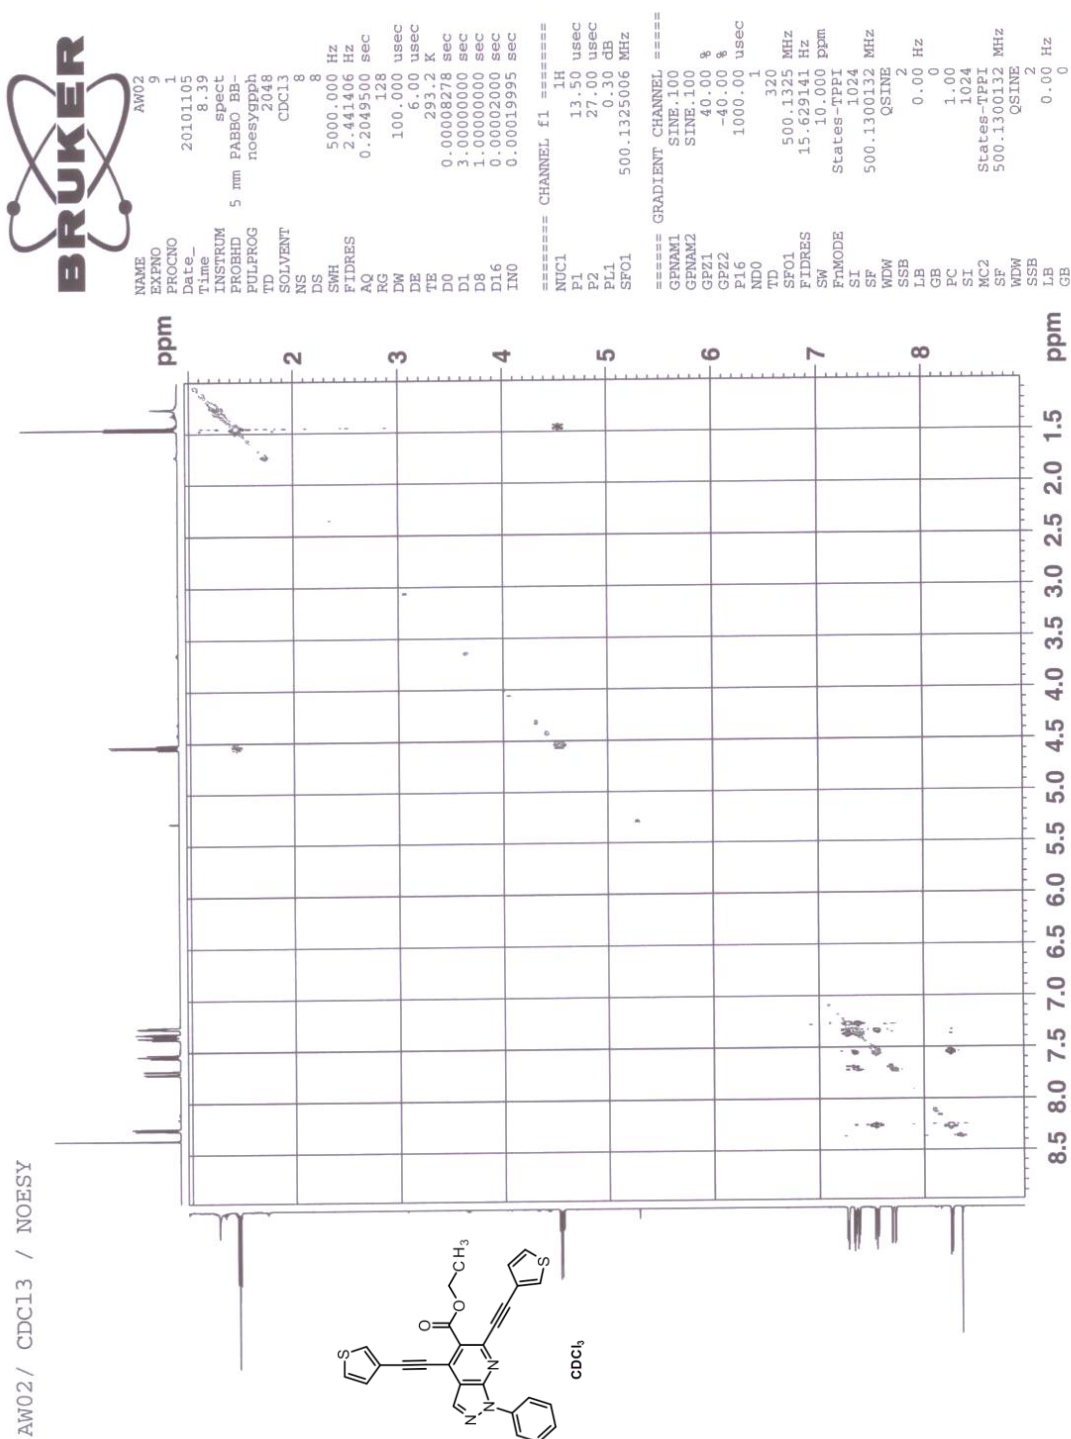 AW02/ CDCl3 / NOESY
BRUKER
NAME AW02
EXPNO 9
PROCNO 1
Date_ 20101105
Time 8.39
INSTRUM spect
PROBHD 5 mm PABBO BB-
PULPROG noesygpph
TD 2048
SOLVENT CDCl3
NS 8
DS 8
SWH 5000.000 Hz
FIDRES 2.441406 Hz
AQ 0.2049500 sec
RG 128
DW 100.000 usec
DE 6.00 usec
TE 293.2 K
D0 0.00008278 sec
D1 3.00000000 sec
D8 1.00000000 sec
D16 0.00002000 sec
IN0 0.00019995 sec
======== CHANNEL f1 ========
NUC1 1H
P1 13.50 usec
P2 27.00 usec
PL1 0.30 dB
SFO1 500.1325006 MHz
===== GRADIENT CHANNEL =====
GPNAM1 SINE.100
GPNAM2 SINE.100
GPZ1 40.00 %
GPZ2 -40.00 %
P16 1000.00 usec
ND0 1
TD 320
SFO1 500.1325 MHz
FIDRES 15.629141 Hz
SW 10.000 ppm
FnMODE States-TPPI
SI 1024
SF 500.1300132 MHz
WDW QSINE
SSB 2
LB 0.00 Hz
GB 0
PC 1.00
SI 1024
MC2 States-TPPI
SF 500.1300132 MHz
WDW QSINE
SSB 2
LB 0.00 Hz
GB 0
ppm
2
3
4
5
6
7
8
8.5 8.0 7.5 7.0 6.5 6.0 5.5 5.0 4.5 4.0 3.5 3.0 2.5 2.0 1.5 ppm
S
O
O
CH3
S
N
N
N
CDCl3